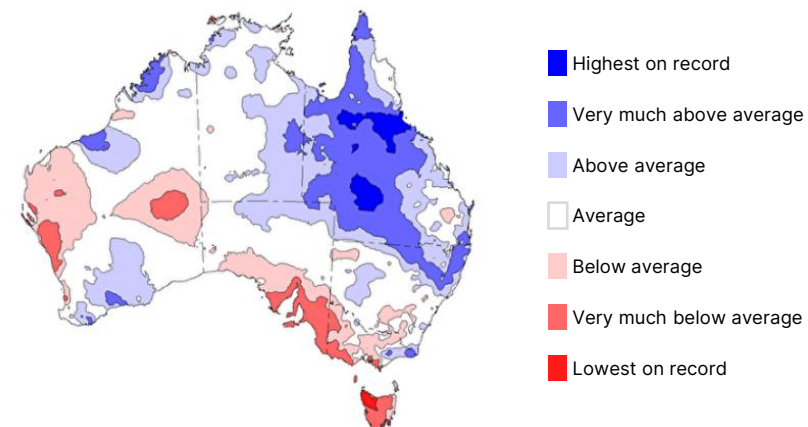 Highest on record
Very much above average
Above average
Average
Below average
Very much below average
Lowest on record